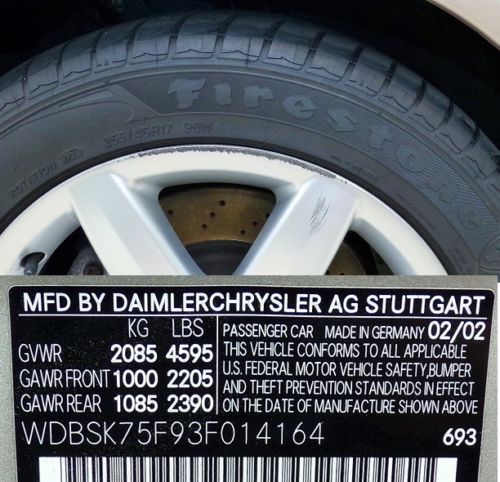 Firestone
255/45R17 98W
ROTATION
MFD BY DAIMLERCHRYSLER AG STUTTGART
KG LBS
GVWR 2085 4595
GAWR FRONT 1000 2205
GAWR REAR 1085 2390
PASSENGER CAR MADE IN GERMANY 02/02
THIS VEHICLE CONFORMS TO ALL APPLICABLE
U.S. FEDERAL MOTOR VEHICLE SAFETY, BUMPER
AND THEFT PREVENTION STANDARDS IN EFFECT
ON THE DATE OF MANUFACTURE SHOWN ABOVE
WDBSK75F93F014164 693